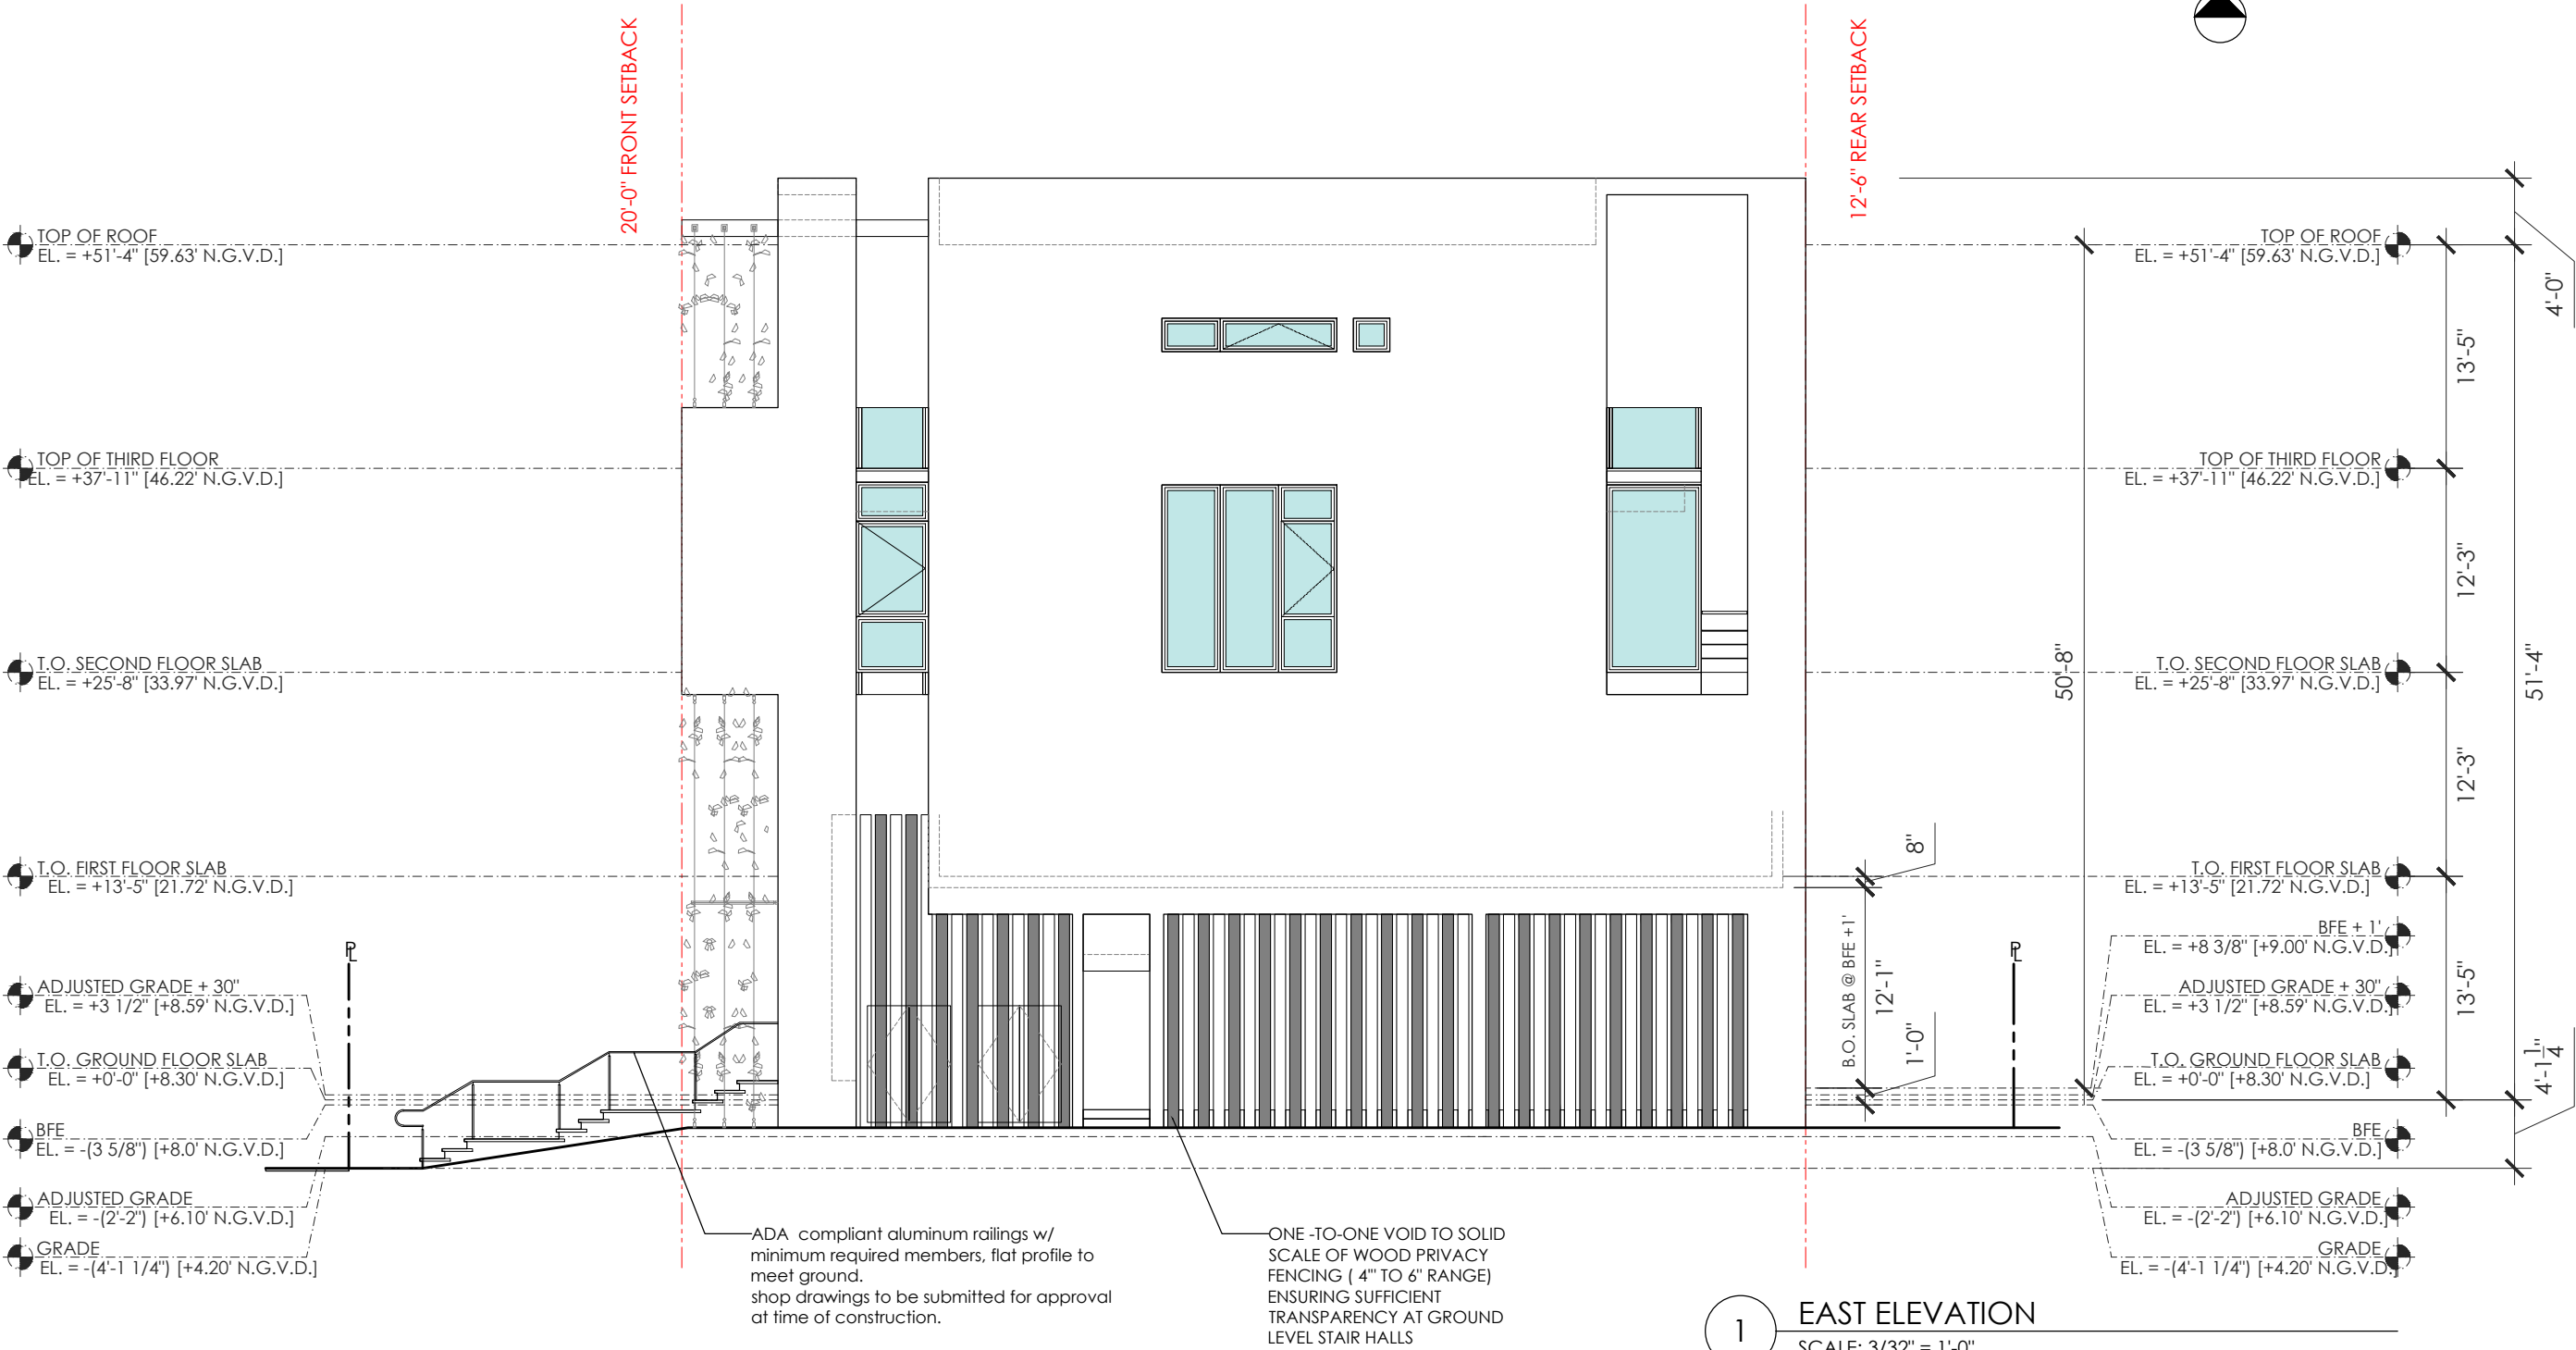 20'-0" FRONT SETBACK
12'-6" REAR SETBACK
TOP OF ROOF
EL. = +51'-4" [59.63' N.G.V.D.]
TOP OF THIRD FLOOR
EL. = +37'-11" [46.22' N.G.V.D.]
T.O. SECOND FLOOR SLAB
EL. = +25'-8" [33.97' N.G.V.D.]
T.O. FIRST FLOOR SLAB
EL. = +13'-5" [21.72' N.G.V.D.]
ADJUSTED GRADE + 30"
EL. = +3 1/2" [+8.59' N.G.V.D.]
T.O. GROUND FLOOR SLAB
EL. = +0'-0" [+8.30' N.G.V.D.]
BFE
EL. = -(3 5/8") [+8.0' N.G.V.D.]
ADJUSTED GRADE
EL. = -(2'-2") [+6.10' N.G.V.D.]
GRADE
EL. = -(4'-1 1/4") [+4.20' N.G.V.D.]
PL
ADA compliant aluminum railings w/
minimum required members, flat profile to
meet ground.
shop drawings to be submitted for approval
at time of construction.
ONE -TO-ONE VOID TO SOLID
SCALE OF WOOD PRIVACY
FENCING ( 4'" TO 6" RANGE)
ENSURING SUFFICIENT
TRANSPARENCY AT GROUND
LEVEL STAIR HALLS
8"
B.O. SLAB @ BFE +1'
12'-1"
1'-0"
PL
50'-8"
TOP OF ROOF
EL. = +51'-4" [59.63' N.G.V.D.]
TOP OF THIRD FLOOR
EL. = +37'-11" [46.22' N.G.V.D.]
T.O. SECOND FLOOR SLAB
EL. = +25'-8" [33.97' N.G.V.D.]
T.O. FIRST FLOOR SLAB
EL. = +13'-5" [21.72' N.G.V.D.]
BFE + 1'
EL. = +8 3/8" [+9.00' N.G.V.D.]
ADJUSTED GRADE + 30"
EL. = +3 1/2" [+8.59' N.G.V.D.]
T.O. GROUND FLOOR SLAB
EL. = +0'-0" [+8.30' N.G.V.D.]
BFE
EL. = -(3 5/8") [+8.0' N.G.V.D.]
ADJUSTED GRADE
EL. = -(2'-2") [+6.10' N.G.V.D.]
GRADE
EL. = -(4'-1 1/4") [+4.20' N.G.V.D.]
13'-5"
12'-3"
12'-3"
13'-5"
4'-0"
51'-4"
4'-1 1/4"
1
EAST ELEVATION
SCALE: 3/32" = 1'-0"